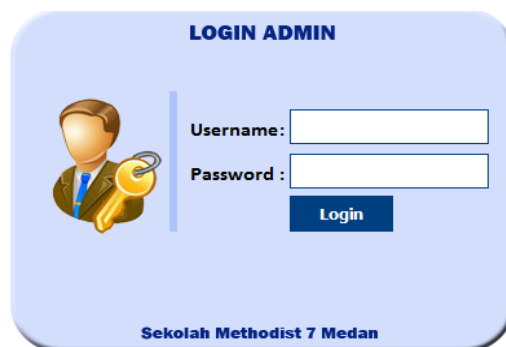 LOGIN ADMIN
Username:
Password :
Login
Sekolah Methodist 7 Medan